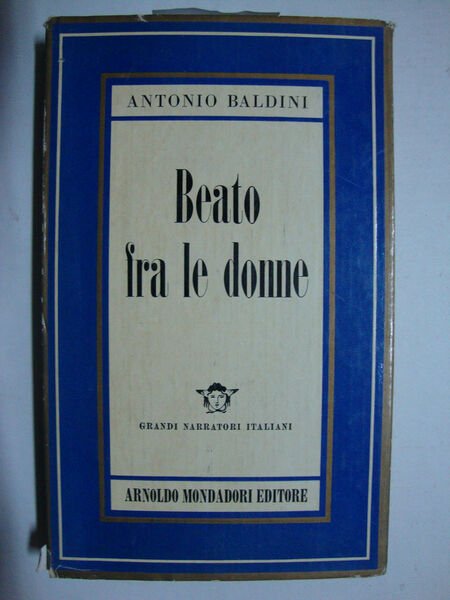 ANTONIO BALDINI
Beato
fra le donne
GRANDI NARRATORI ITALIANI
ARNOLDO MONDADORI EDITORE